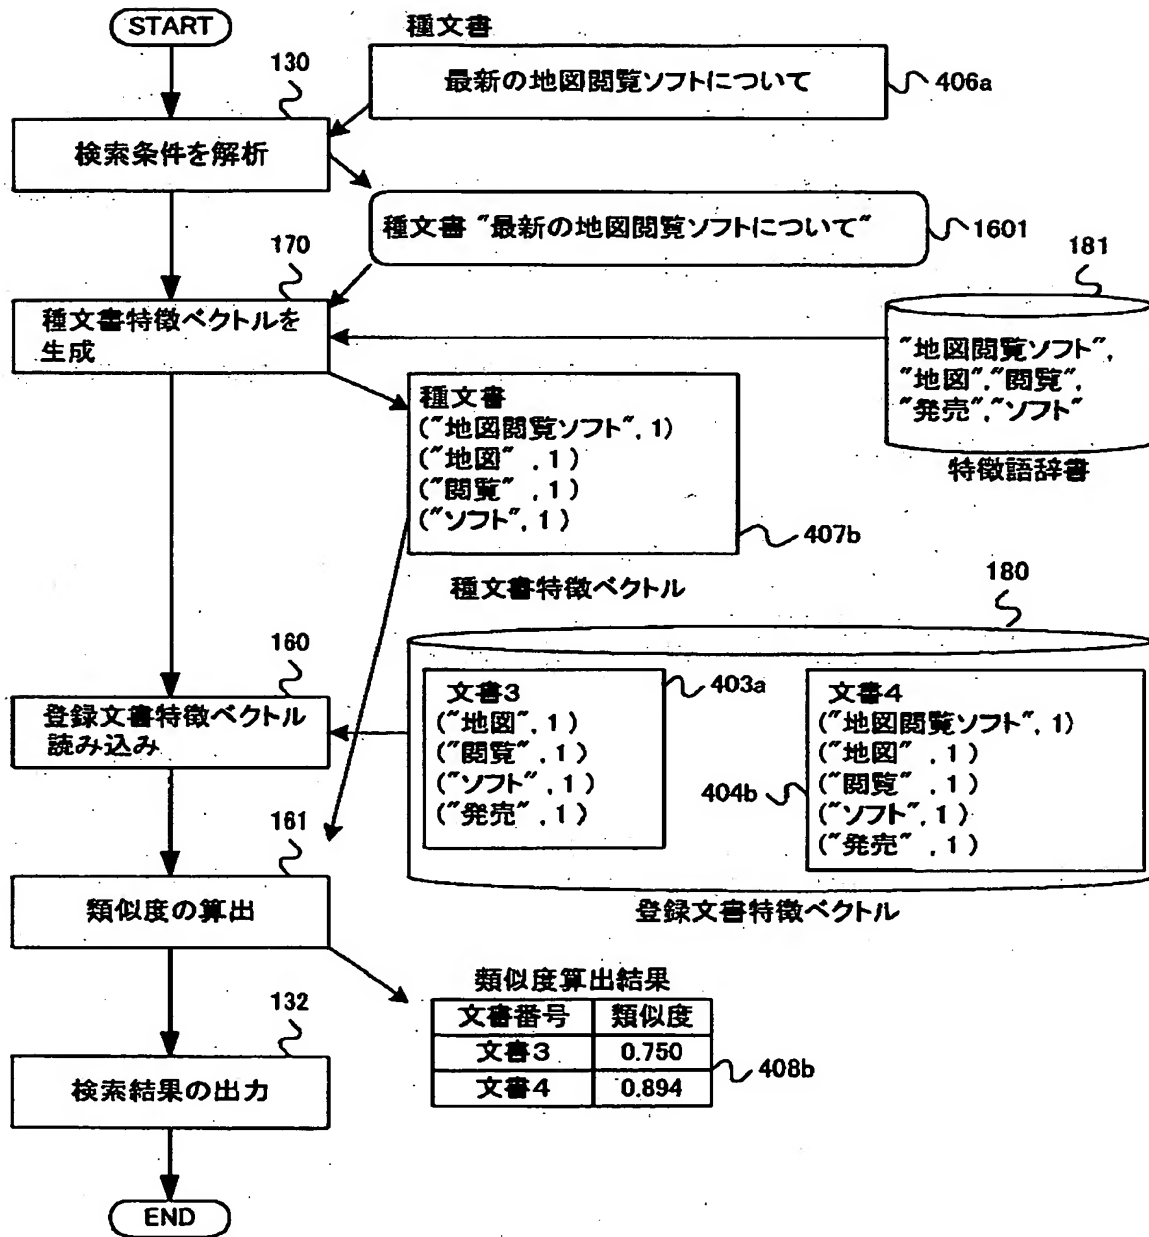 START
種文書
130
最新の地図閲覧ソフトについて
406a
検索条件を解析
種文書 "最新の地図閲覧ソフトについて"
1601
170
181
種文書特徴ベクトルを
生成
"地図閲覧ソフト",
"地図","閲覧",
"発売","ソフト"
特徴語辞書
種文書
("地図閲覧ソフト",1)
("地図" ,1)
("閲覧" ,1)
("ソフト",1)
407b
種文書特徴ベクトル
180
160
登録文書特徴ベクトル
読み込み
文書3
("地図",1)
("閲覧",1)
("ソフト",1)
("発売",1)
403a
文書4
("地図閲覧ソフト",1)
("地図" ,1)
("閲覧" ,1)
("ソフト",1)
("発売" ,1)
404b
登録文書特徴ベクトル
161
類似度の算出
類似度算出結果
文書番号 類似度
文書3 0.750
文書4 0.894
408b
132
検索結果の出力
END